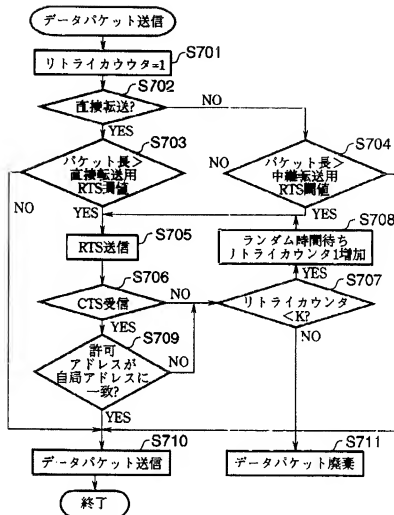 データパケット送信
S701
リトライカウウタ=1
S702
直接転送?
NO
YES
S703
パケット長>
直接転送用
RTS閾値
NO
YES
S704
パケット長>
中継転送用
RTS閾値
NO
YES
S705
RTS送信
S708
ランダム時間待ち
リトライカウンタ1増加
YES
S706
CTS受信
NO
YES
S707
リトライカウンタ
<K?
NO
S709
許可
アドレスが
自局アドレスに
一致?
NO
YES
S710
データパケット送信
S711
データパケット廃棄
終了